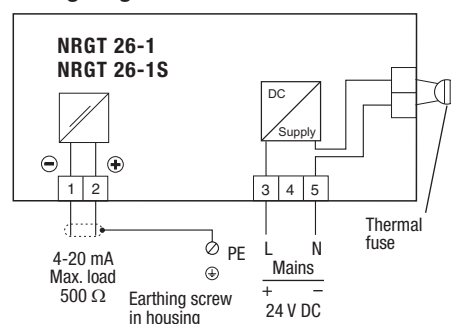 NRGT 26-1
NRGT 26-1S
DC
Supply
⊖ ⊕
1 2
3 4 5
4-20 mA
Max. load
500 Ω
PE
Earthing screw
in housing
L N
Mains
+ −
24 V DC
Thermal
fuse